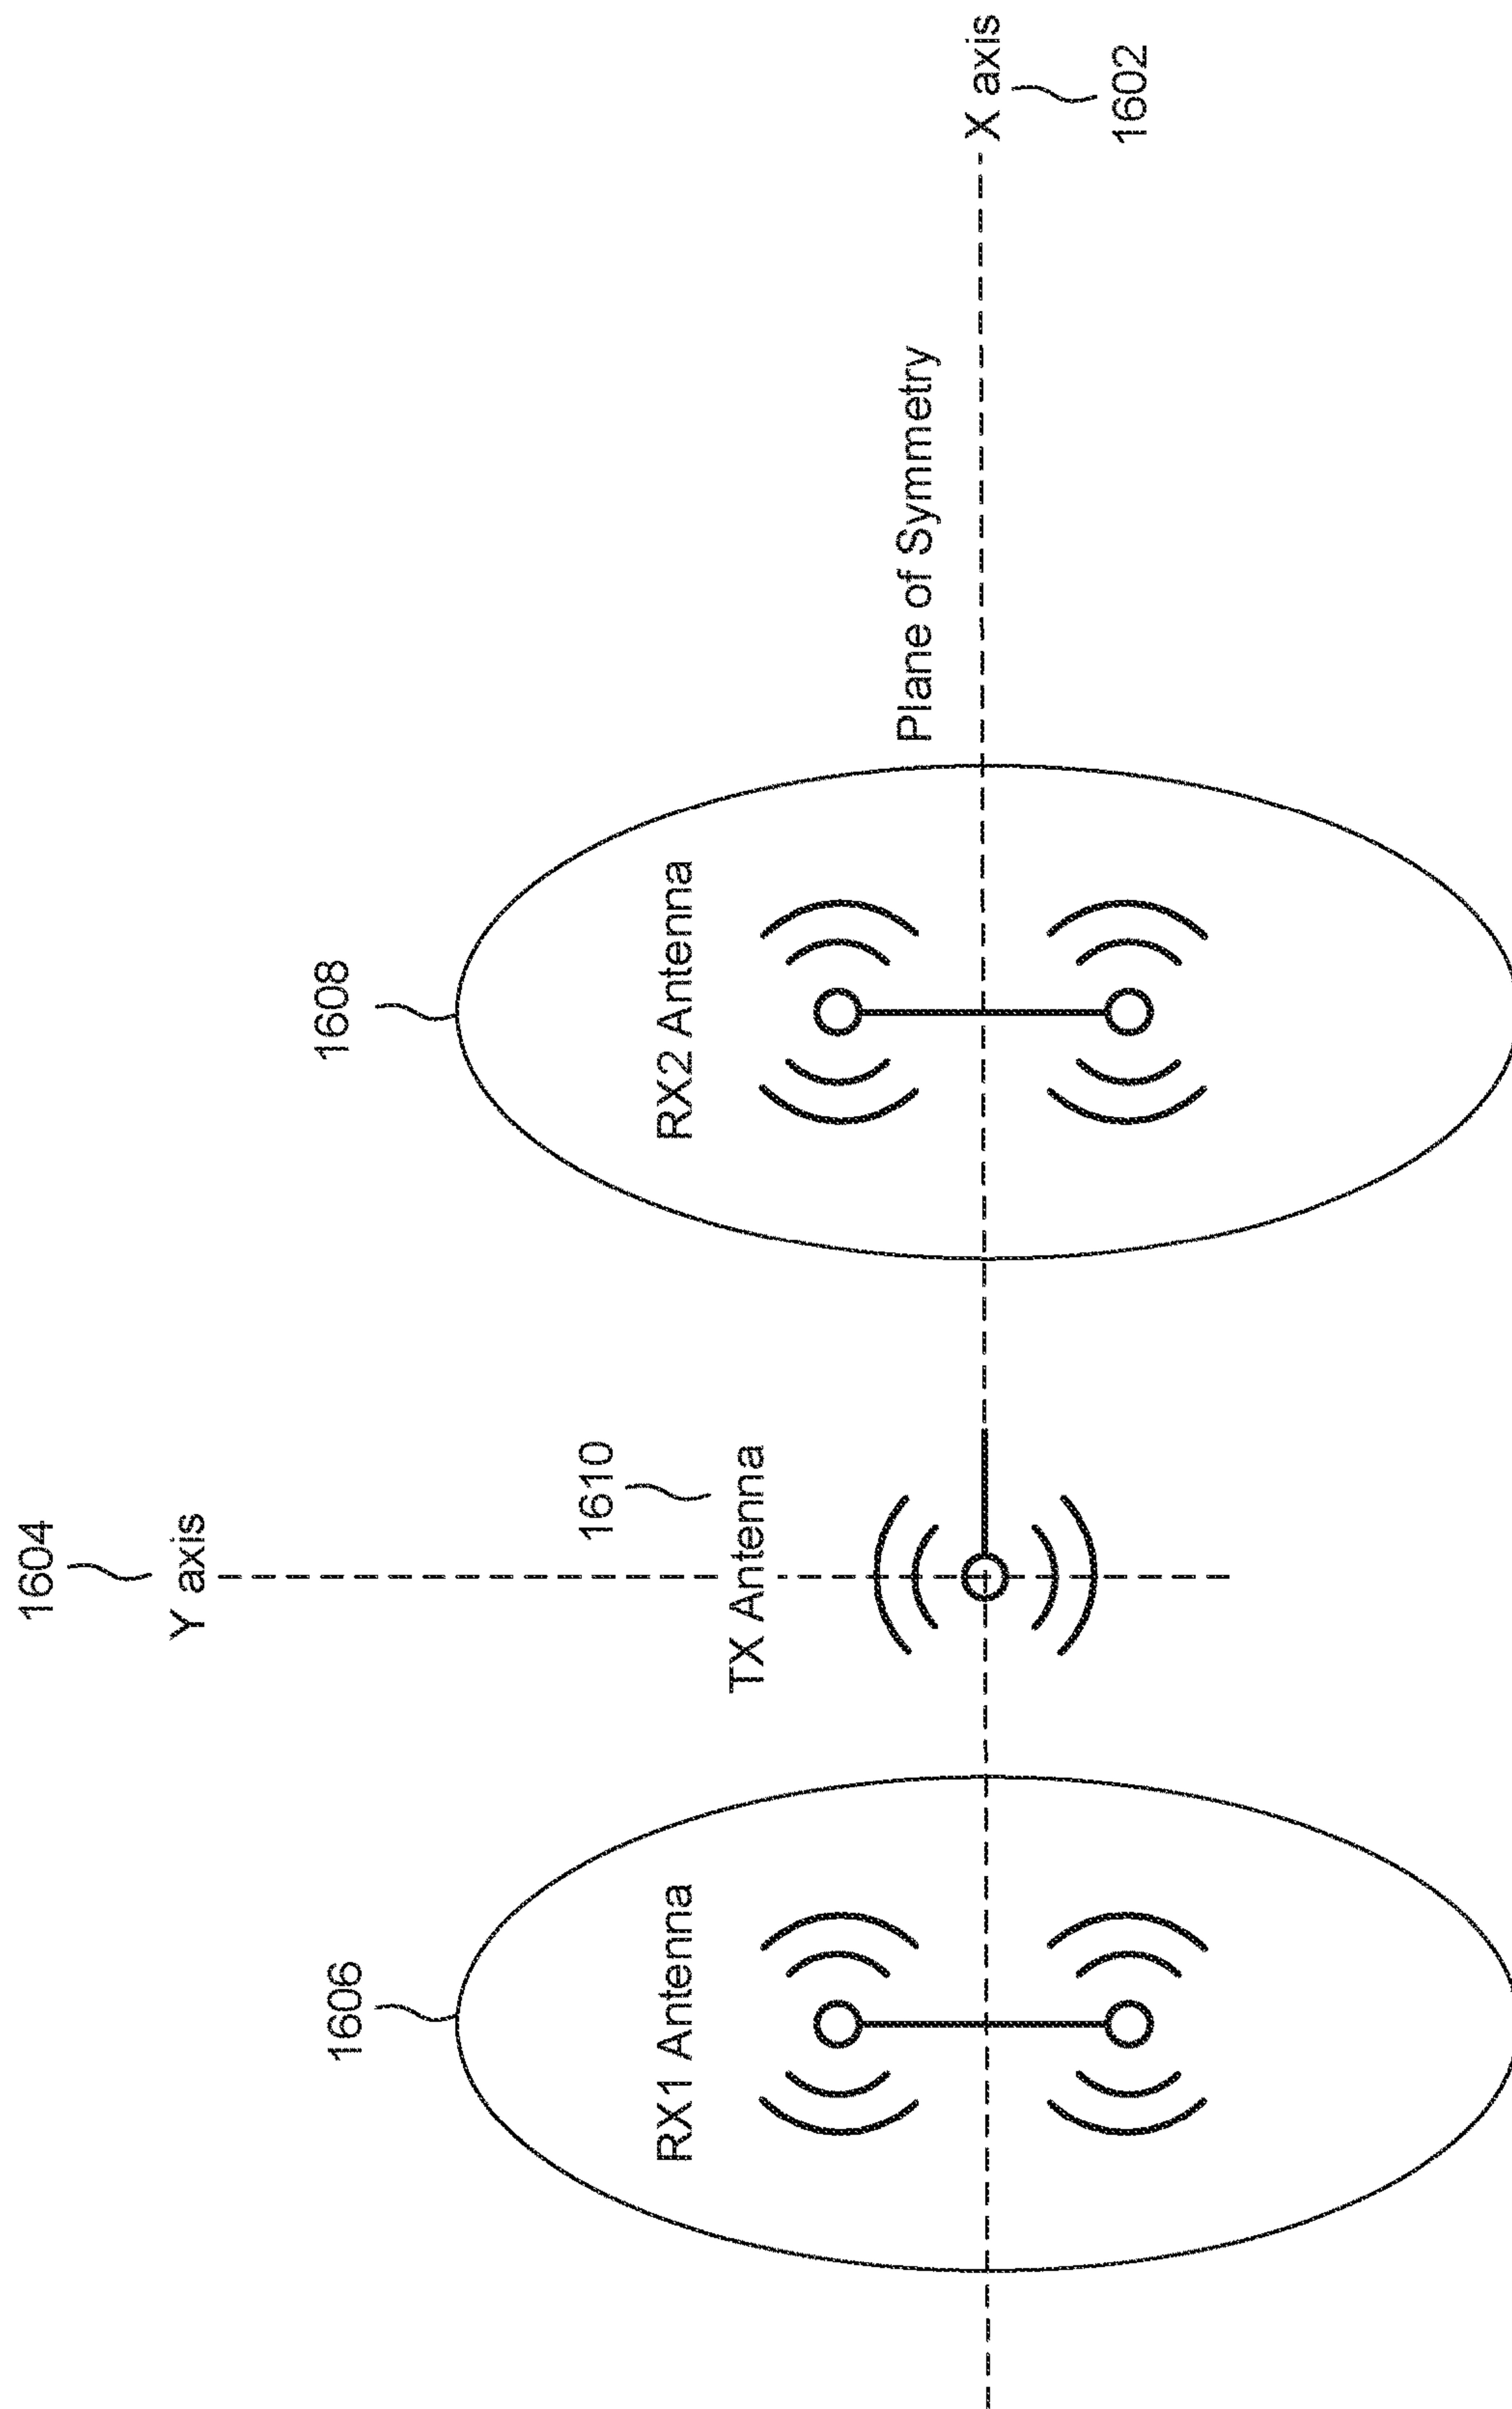 1604
Y axis
1608
1606
1610
RX1 Antenna
TX Antenna
RX2 Antenna
Plane of Symmetry
X axis
1602